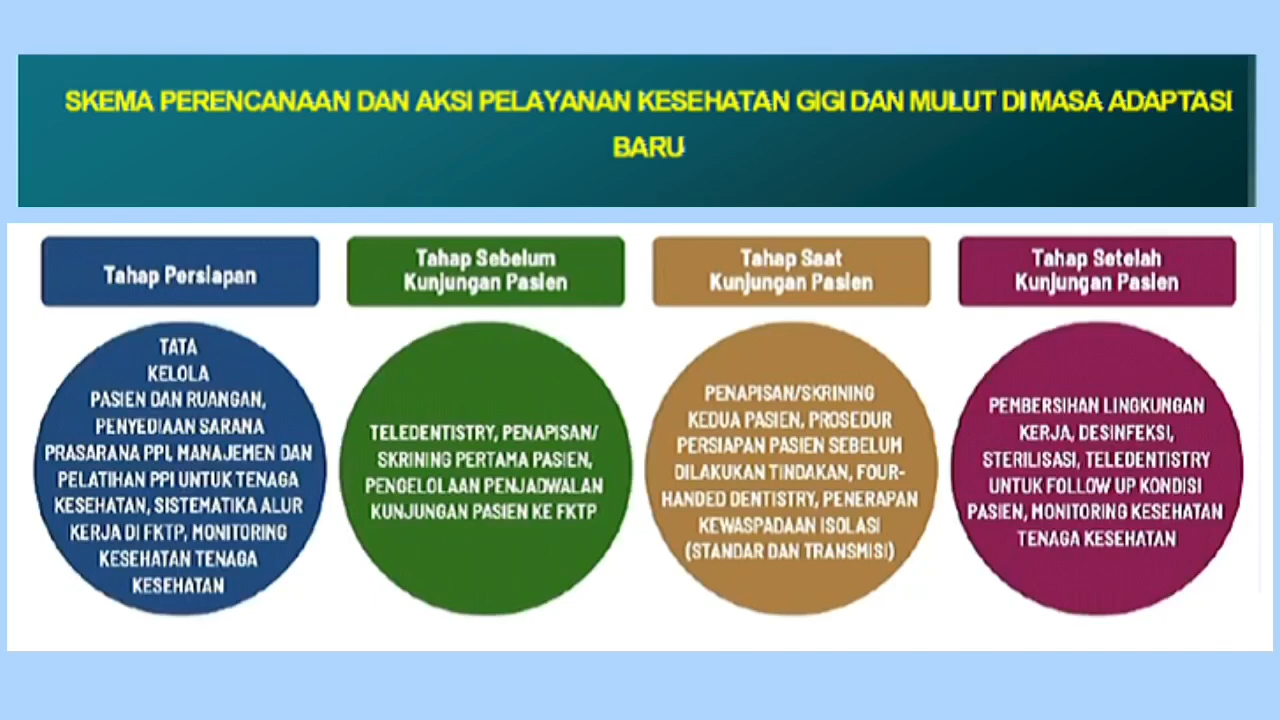 SKEMA PERENCANAAN DAN AKSI PELAYANAN KESEHATAN GIGI DAN MULUT DI MASA ADAPTASI
BARU
Tahap Persiapan
TATA
KELOLA
PASIEN DAN RUANGAN,
PENYEDIAAN SARANA
PRASARANA PPI, MANAJEMEN DAN
PELATIHAN PPI UNTUK TENAGA
KESEHATAN, SISTEMATIKA ALUR
KERJA DI FKTP, MONITORING
KESEHATAN TENAGA
KESEHATAN
Tahap Sebelum
Kunjungan Pasien
TELEDENTISTRY, PENAPISAN/
SKRINING PERTAMA PASIEN,
PENGELOLAAN PENJADWALAN
KUNJUNGAN PASIEN KE FKTP
Tahap Saat
Kunjungan Pasien
PENAPISAN/SKRINING
KEDUA PASIEN, PROSEDUR
PERSIAPAN PASIEN SEBELUM
DILAKUKAN TINDAKAN, FOUR-
HANDED DENTISTRY, PENERAPAN
KEWASPADAAN ISOLASI
(STANDAR DAN TRANSMISI)
Tahap Setelah
Kunjungan Pasien
PEMBERSIHAN LINGKUNGAN
KERJA, DESINFEKSI,
STERILISASI, TELEDENTISTRY
UNTUK FOLLOW UP KONDISI
PASIEN, MONITORING KESEHATAN
TENAGA KESEHATAN